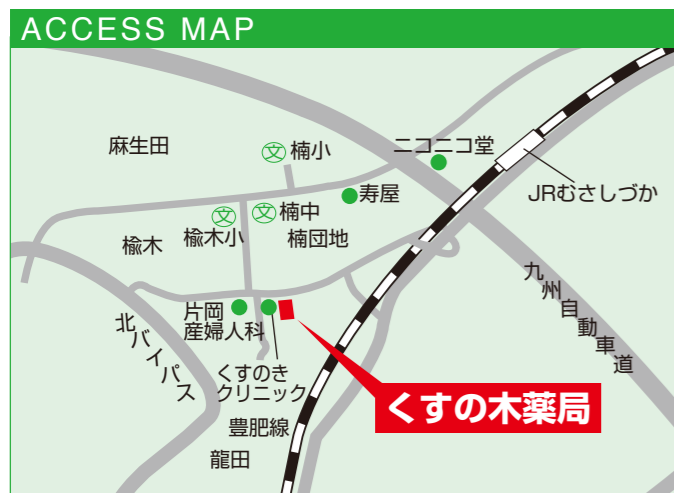 ACCESS MAP
麻生田
文
楠小
ニコニコ堂
JRむさしづか
寿屋
文
楡木小
文
楠中
楡木
楠団地
九州自動車道
北バイパス
片岡
産婦人科
くすのき
クリニック
くすの木薬局
豊肥線
龍田